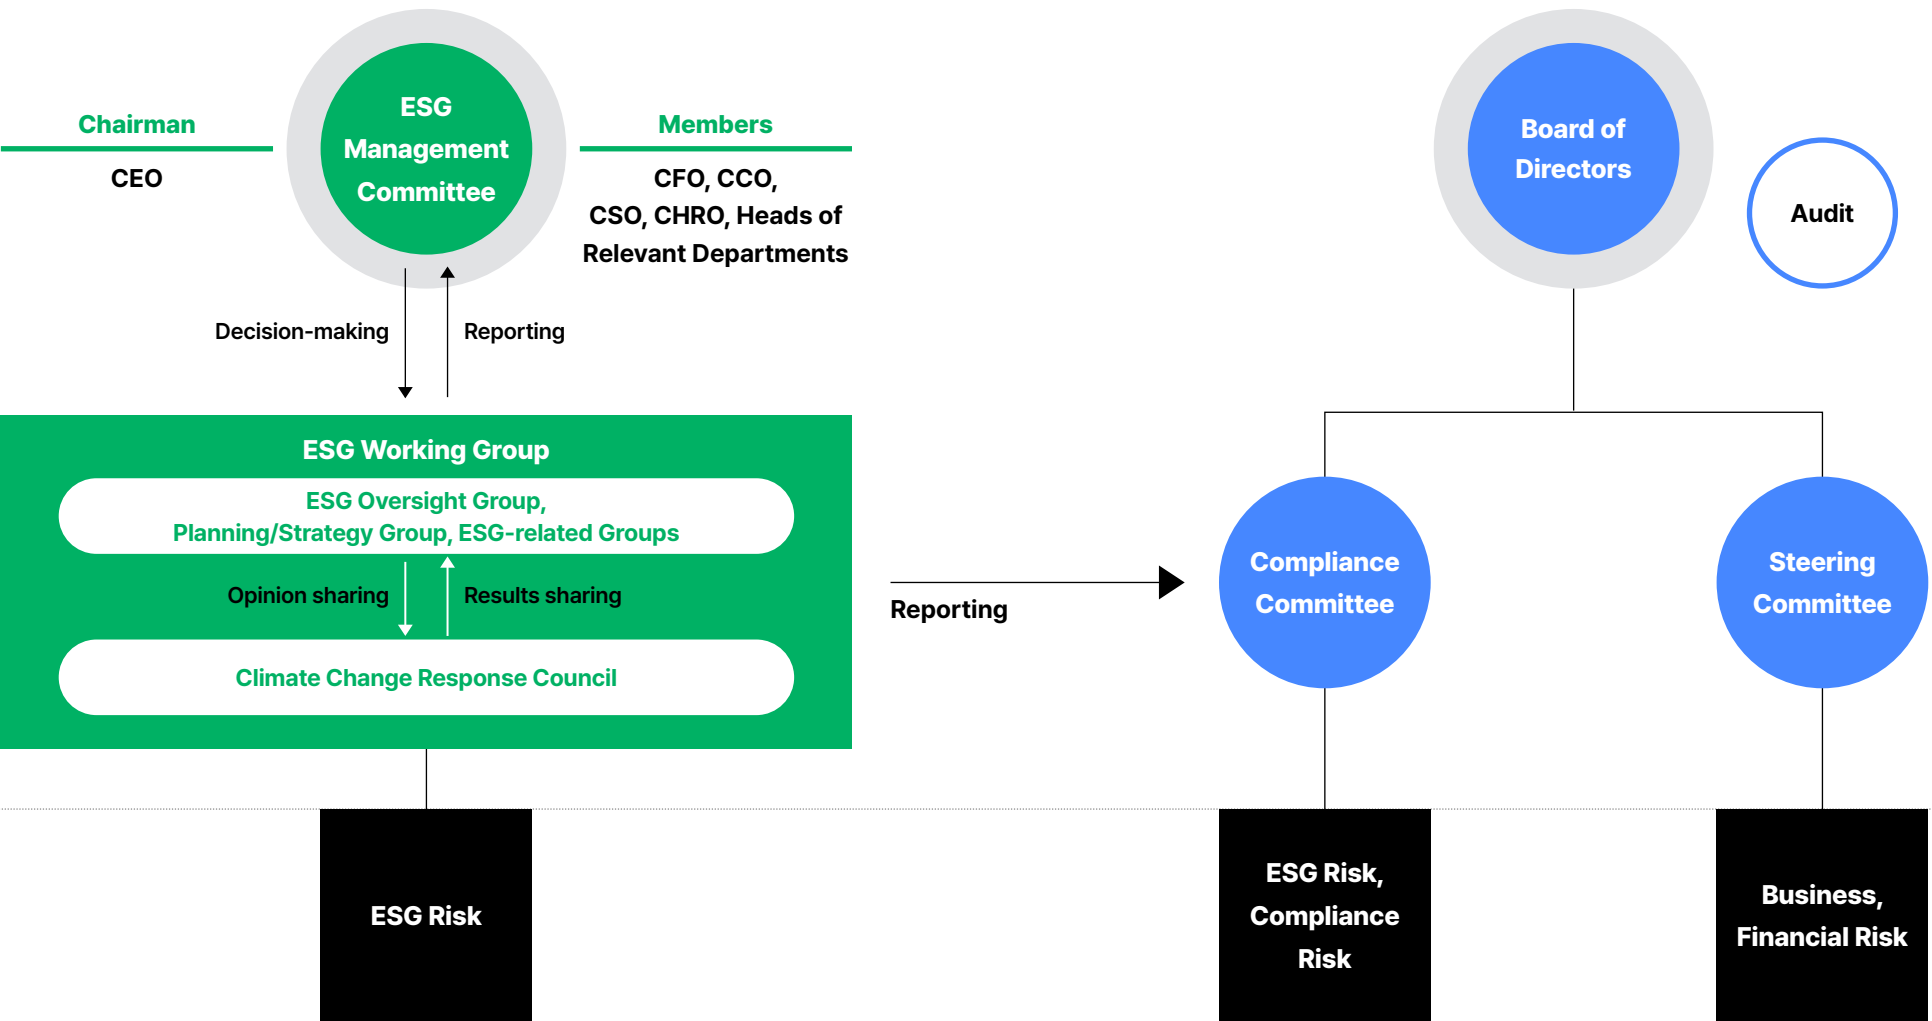 Chairman
CEO
ESG
Management
Committee
Members
CFO, CCO,
CSO, CHRO, Heads of
Relevant Departments
Board of
Directors
Audit
Decision-making
Reporting
ESG Working Group
ESG Oversight Group,
Planning/Strategy Group, ESG-related Groups
Opinion sharing
Results sharing
Climate Change Response Council
Reporting
Compliance
Committee
Steering
Committee
ESG Risk
ESG Risk,
Compliance
Risk
Business,
Financial Risk